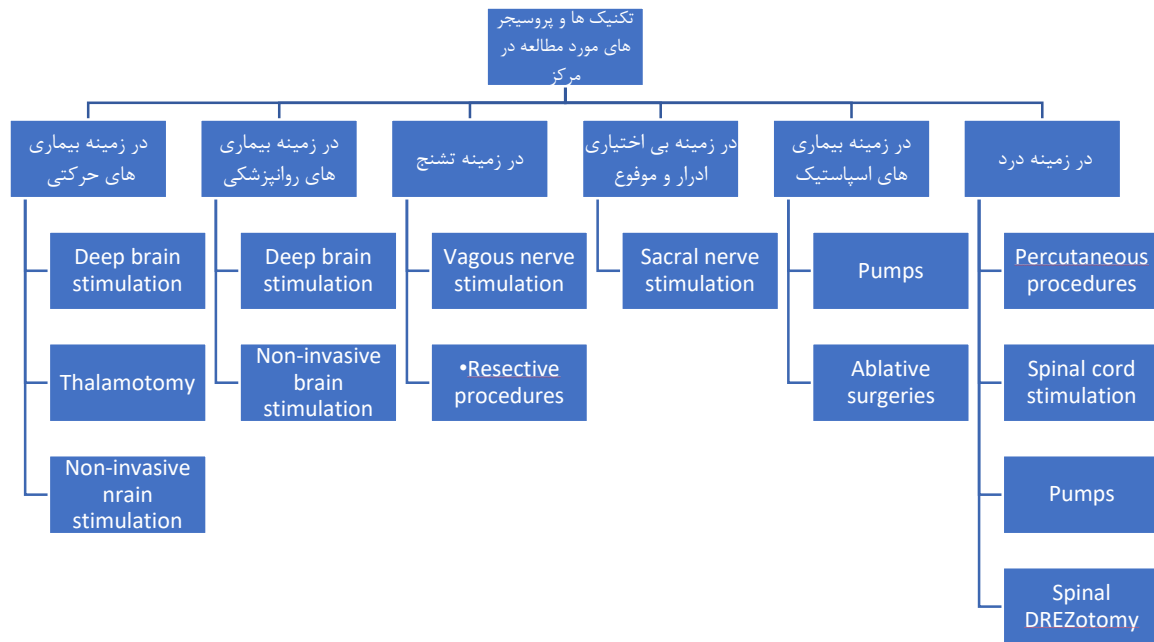 تکنیک ها و پروسیجر
های مورد مطالعه در
مرکز
در زمینه بیماری
های حرکتی
در زمینه بیماری
های روانپزشکی
در زمینه تشنج
در زمینه بی اختیاری
ادرار و موفوع
در زمینه بیماری
های اسپاستیک
در زمینه درد
Deep brain
stimulation
Thalamotomy
Non-invasive
nrain
stimulation
Deep brain
stimulation
Non-invasive
brain
stimulation
Vagous nerve
stimulation
•Resective
procedures
Sacral nerve
stimulation
Pumps
Ablative
surgeries
Percutaneous
procedures
Spinal cord
stimulation
Pumps
Spinal
DREZotomy